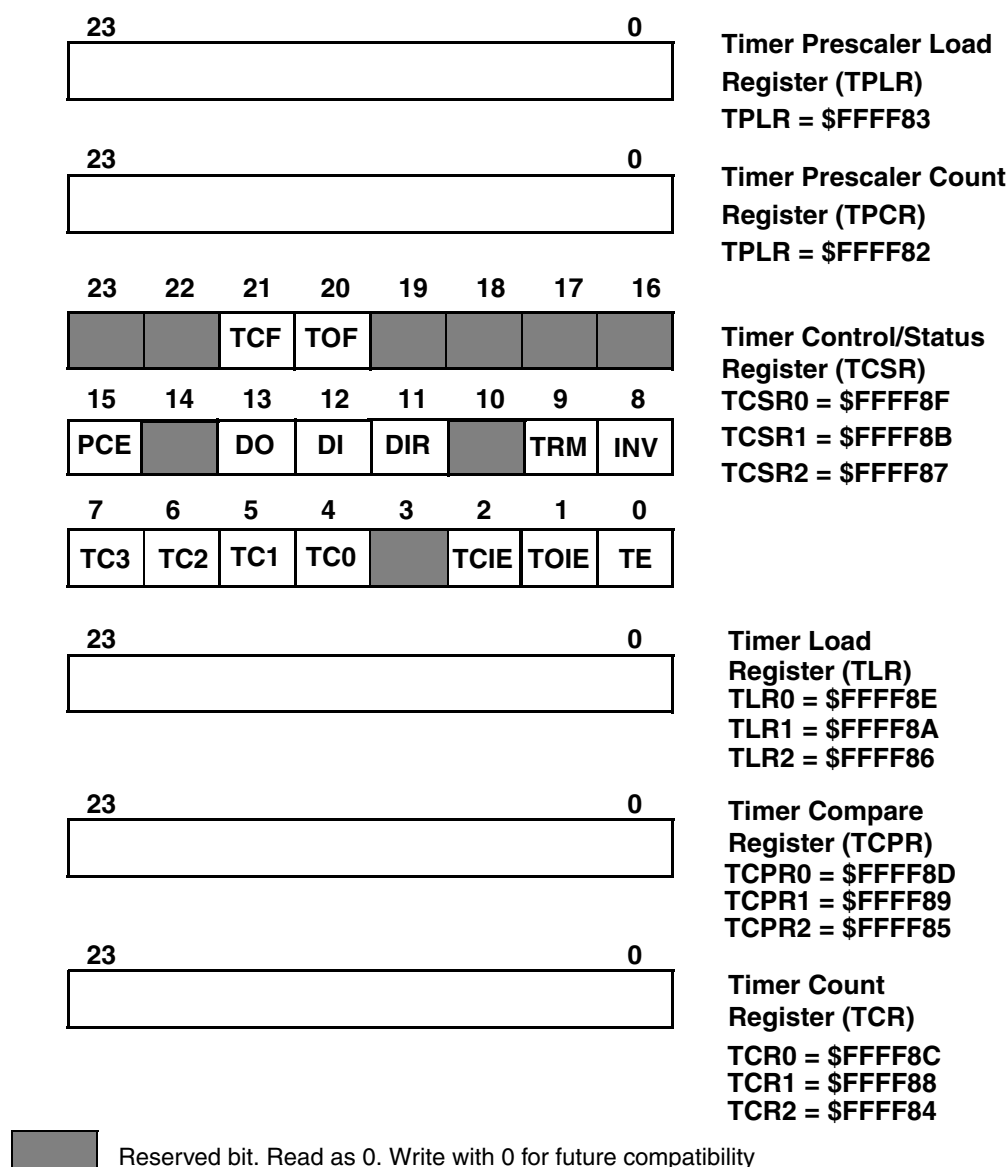 23 0
Timer Prescaler Load
Register (TPLR)
TPLR = $FFFF83
23 0
Timer Prescaler Count
Register (TPCR)
TPLR = $FFFF82
23 22 21 20 19 18 17 16
TCF TOF
15 14 13 12 11 10 9 8
PCE DO DI DIR TRM INV
7 6 5 4 3 2 1 0
TC3 TC2 TC1 TC0 TCIE TOIE TE
Timer Control/Status
Register (TCSR)
TCSR0 = $FFFF8F
TCSR1 = $FFFF8B
TCSR2 = $FFFF87
23 0
Timer Load
Register (TLR)
TLR0 = $FFFF8E
TLR1 = $FFFF8A
TLR2 = $FFFF86
23 0
Timer Compare
Register (TCPR)
TCPR0 = $FFFF8D
TCPR1 = $FFFF89
TCPR2 = $FFFF85
23 0
Timer Count
Register (TCR)
TCR0 = $FFFF8C
TCR1 = $FFFF88
TCR2 = $FFFF84
Reserved bit. Read as 0. Write with 0 for future compatibility